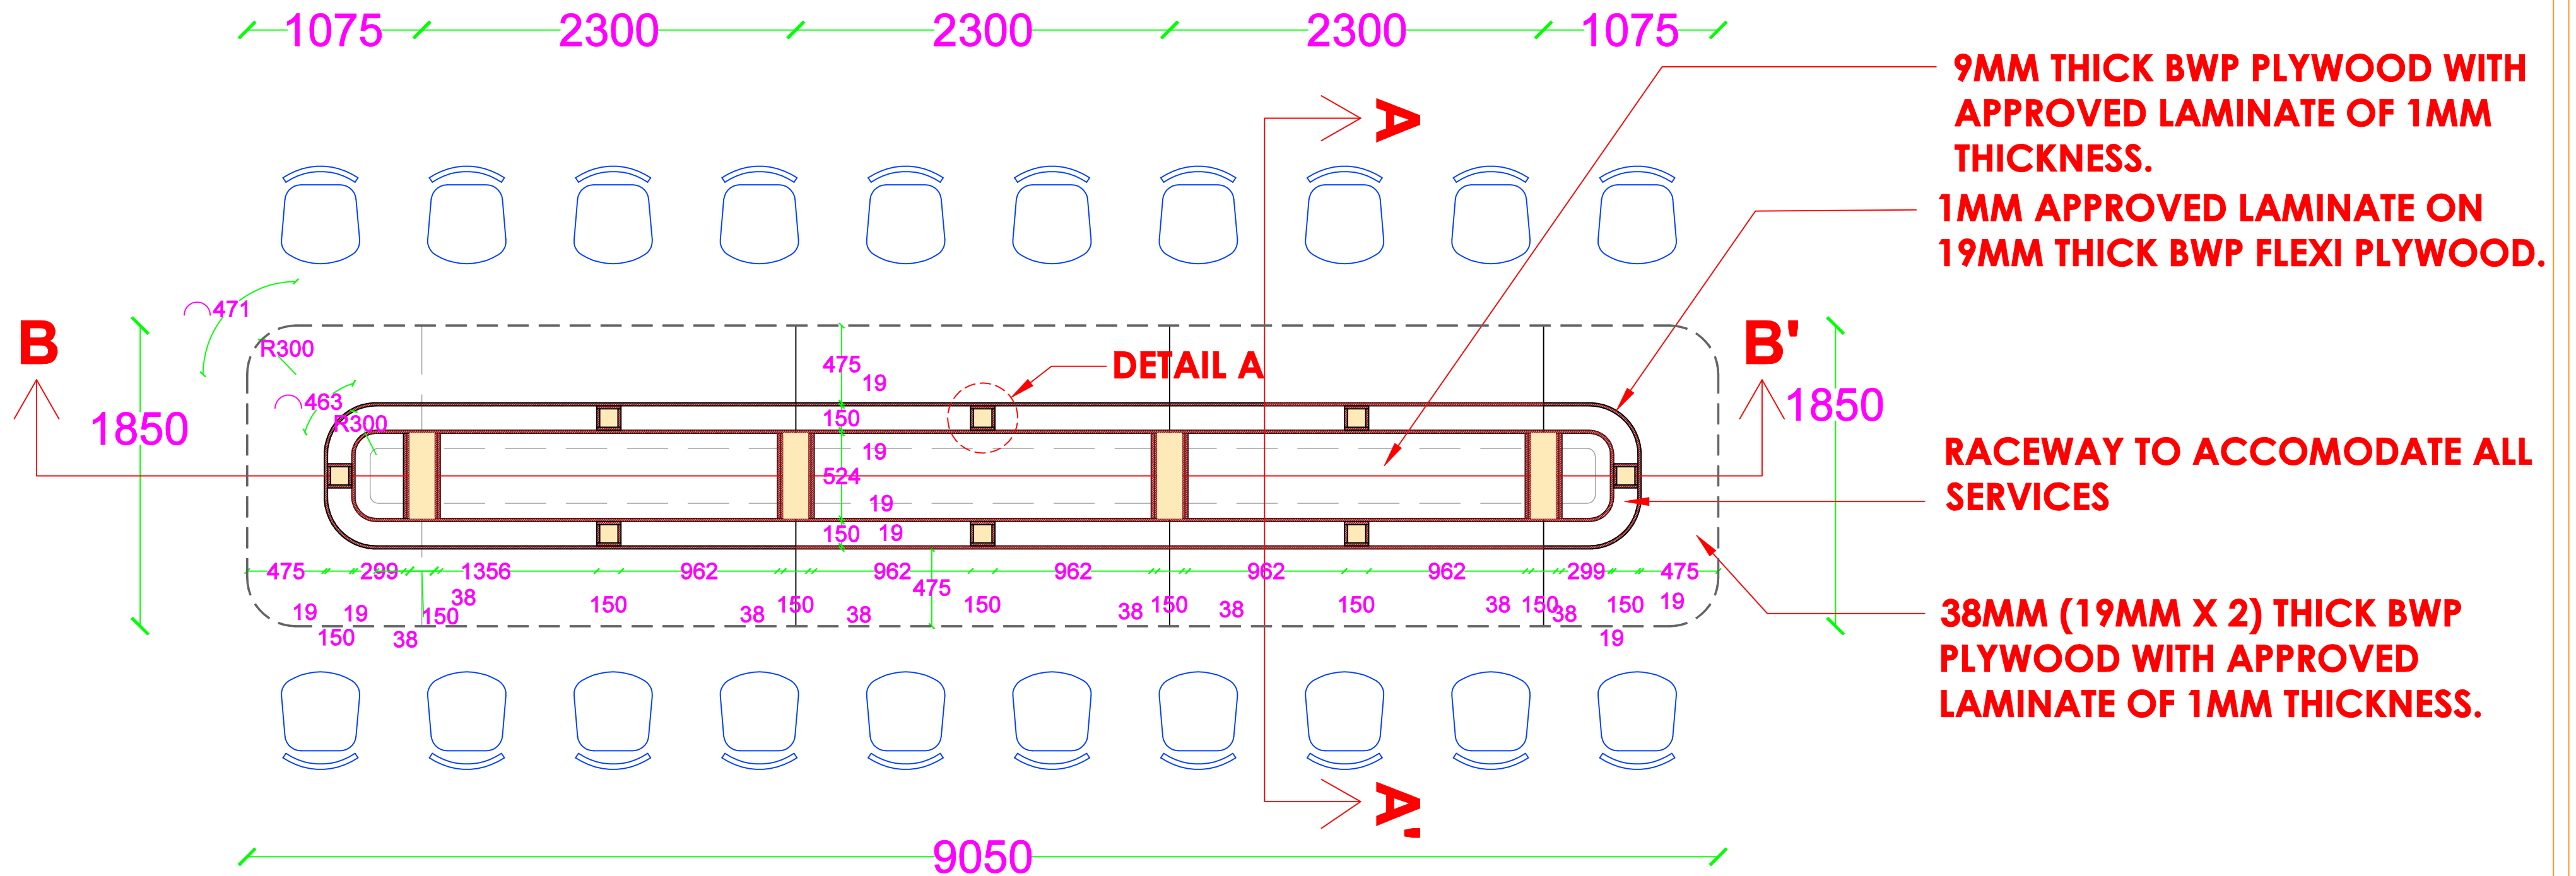 1075 2300 2300 2300 1075
9MM THICK BWP PLYWOOD WITH
APPROVED LAMINATE OF 1MM
THICKNESS.
A
1MM APPROVED LAMINATE ON
19MM THICK BWP FLEXI PLYWOOD.
471
B
B'
R300
475
DETAIL A
19
463
1850
1850
R300
150
19
RACEWAY TO ACCOMODATE ALL
SERVICES
524
19
150 19
475 299 1356 962 962 962 962 962 299 475
475
19 19 150 38 150 38 150 38 150 38 150 38 150 38 150 38 150 19
150 38 19
38MM (19MM X 2) THICK BWP
PLYWOOD WITH APPROVED
LAMINATE OF 1MM THICKNESS.
A'
9050